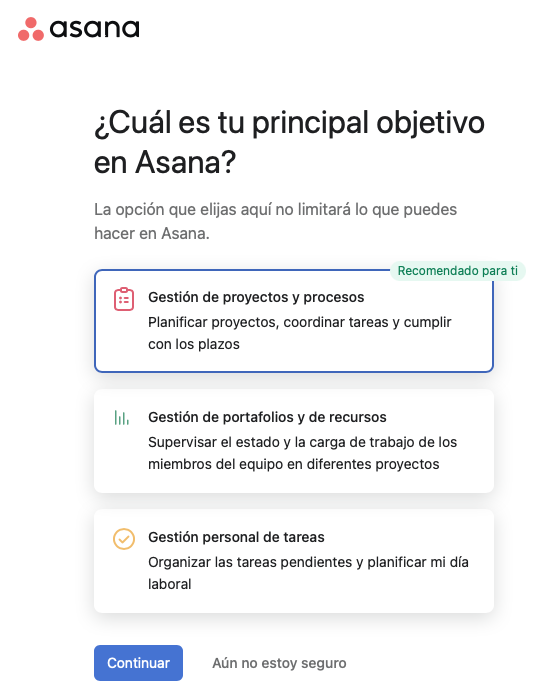 asana
¿Cuál es tu principal objetivo
en Asana?
La opción que elijas aquí no limitará lo que puedes
hacer en Asana.
Recomendado para ti
Gestión de proyectos y procesos
Planificar proyectos, coordinar tareas y cumplir
con los plazos
Gestión de portafolios y de recursos
Supervisar el estado y la carga de trabajo de los
miembros del equipo en diferentes proyectos
Gestión personal de tareas
Organizar las tareas pendientes y planificar mi día
laboral
Continuar
Aún no estoy seguro